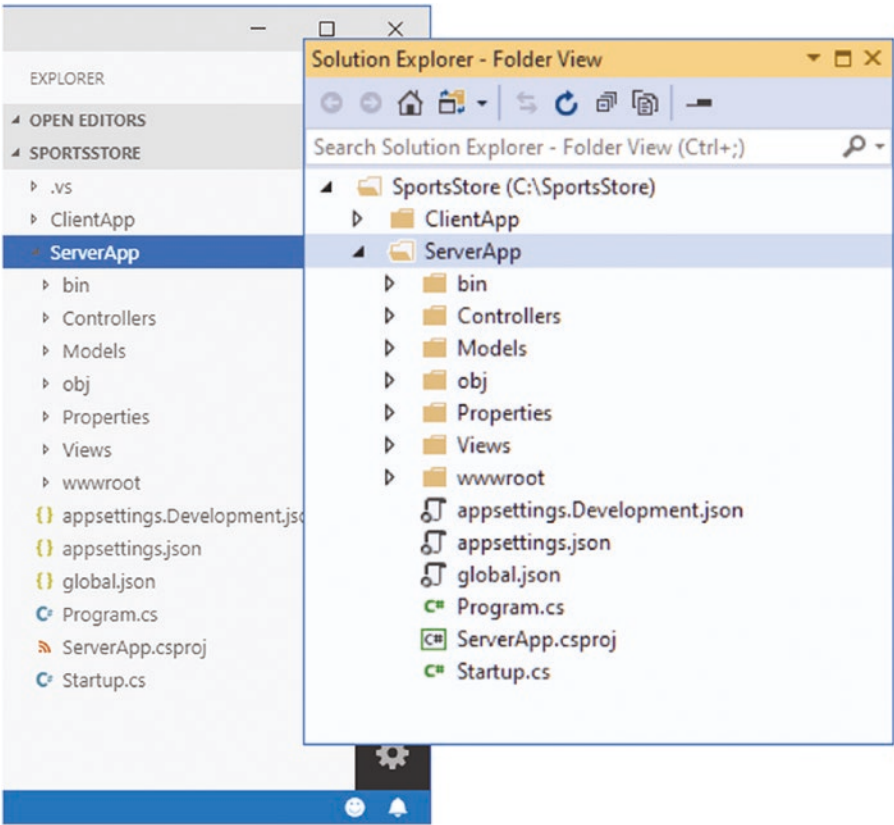 EXPLORER
OPEN EDITORS
SPORTSSTORE
.vs
ClientApp
ServerApp
bin
Controllers
Models
obj
Properties
Views
wwwroot
{} appsettings.Development.jso
{} appsettings.json
{} global.json
C# Program.cs
ServerApp.csproj
C# Startup.cs
Solution Explorer - Folder View
Search Solution Explorer - Folder View (Ctrl+;)
SportsStore (C:\SportsStore)
ClientApp
ServerApp
bin
Controllers
Models
obj
Properties
Views
wwwroot
appsettings.Development.json
appsettings.json
global.json
C# Program.cs
C# ServerApp.csproj
C# Startup.cs